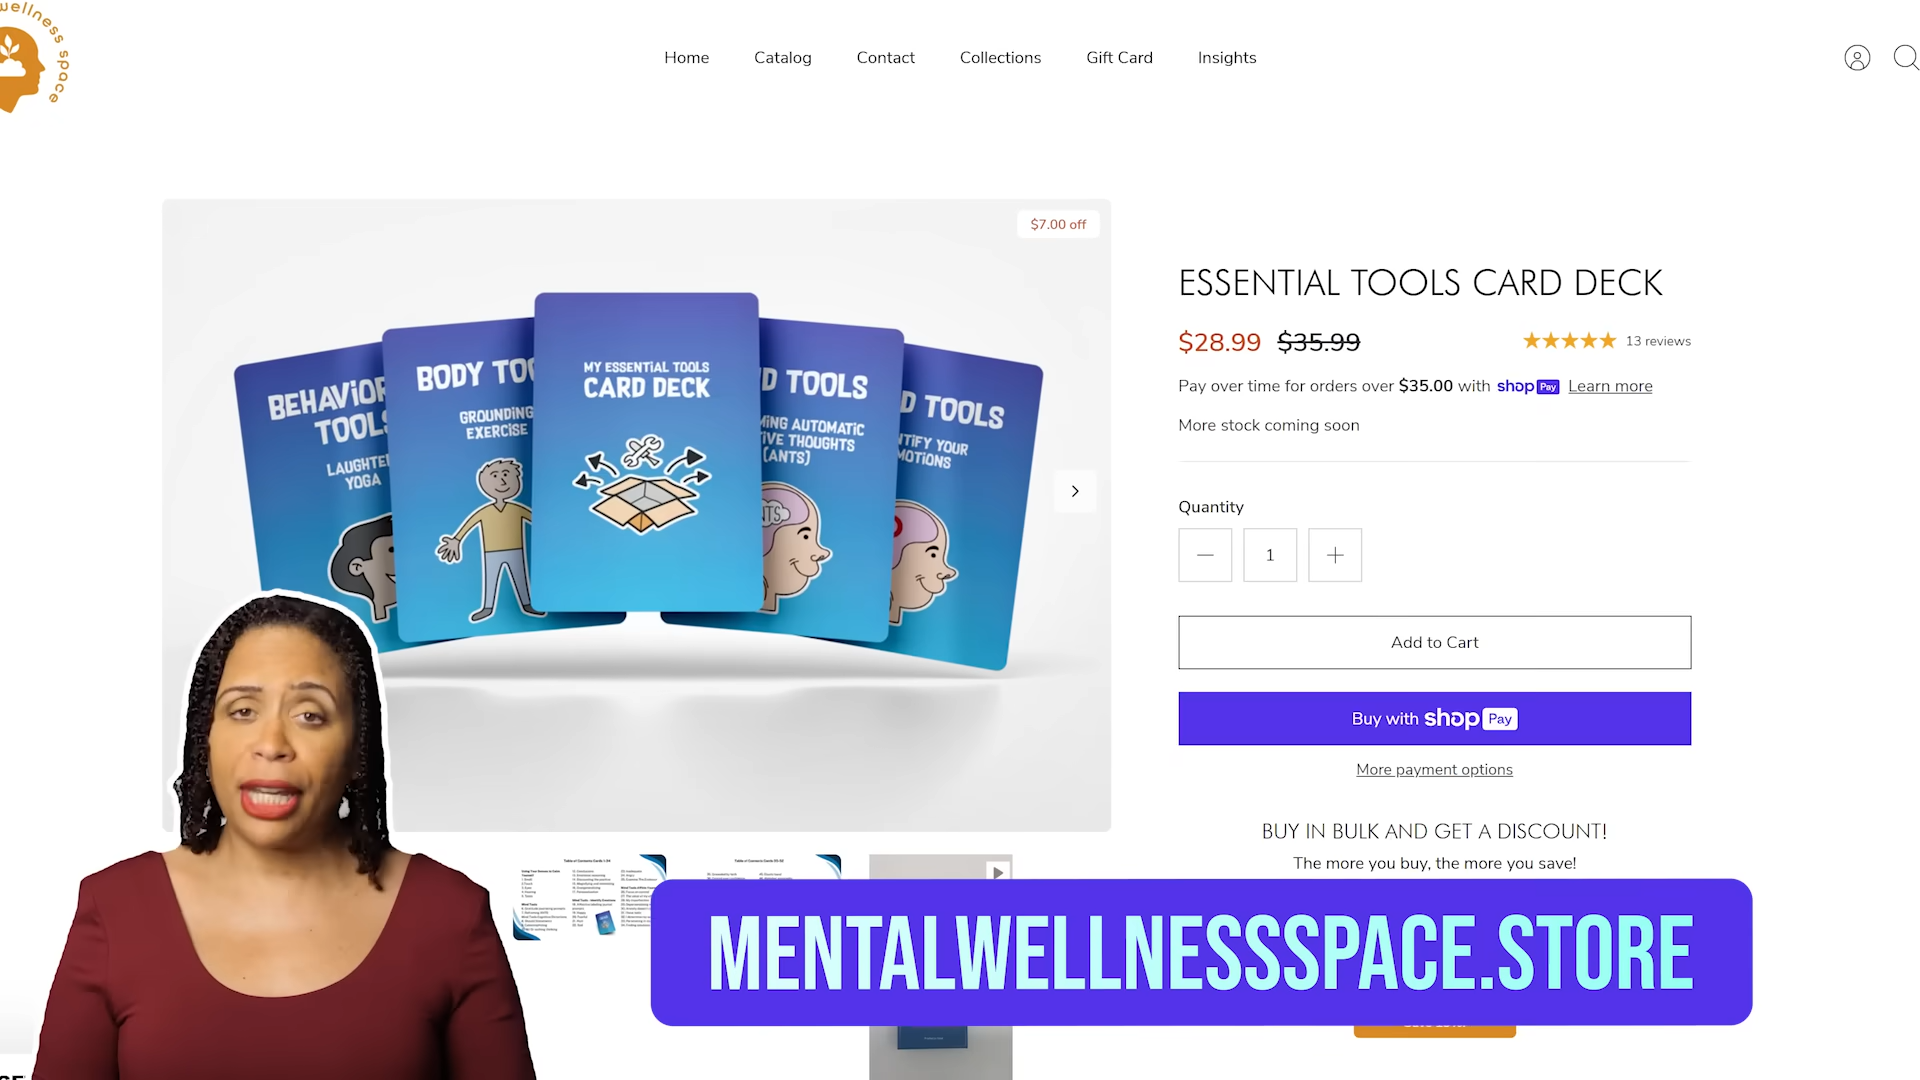 wellness space
Home
Catalog
Contact
Collections
Gift Card
Insights
$7.00 off
BEHAVIOR
TOOLS
LAUGHTER
YOGA
BODY TOO
GROUNDING
EXERCISE
MY ESSENTIAL TOOLS
CARD DECK
D TOOLS
MING AUTOMATIC
IVE THOUGHTS
(ANTS)
D TOOLS
NTIFY YOUR
MOTIONS
ESSENTIAL TOOLS CARD DECK
$28.99 $35.99
13 reviews
Pay over time for orders over $35.00 with shop Pay Learn more
More stock coming soon
Quantity
1
Add to Cart
Buy with shop Pay
More payment options
BUY IN BULK AND GET A DISCOUNT!
The more you buy, the more you save!
MENTALWELLNESSSPACE.STORE